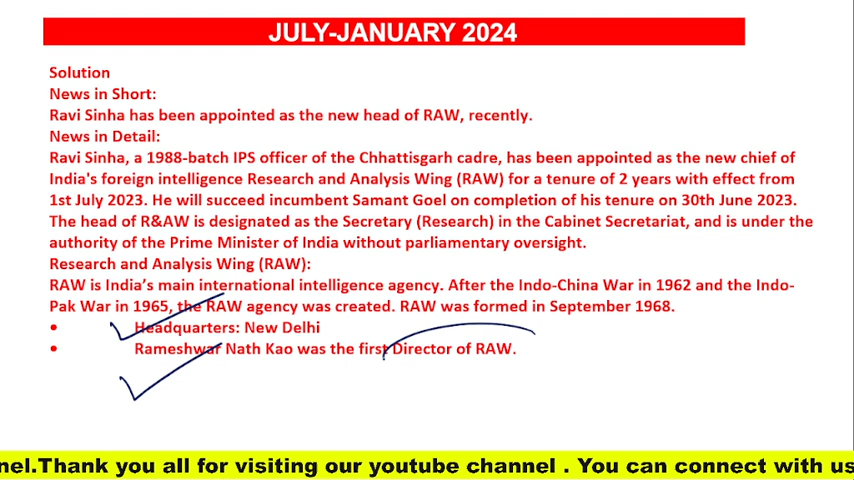 JULY-JANUARY 2024
Solution
News in Short:
Ravi Sinha has been appointed as the new head of RAW, recently.
News in Detail:
Ravi Sinha, a 1988-batch IPS officer of the Chhattisgarh cadre, has been appointed as the new chief of
India's foreign intelligence Research and Analysis Wing (RAW) for a tenure of 2 years with effect from
1st July 2023. He will succeed incumbent Samant Goel on completion of his tenure on 30th June 2023.
The head of R&AW is designated as the Secretary (Research) in the Cabinet Secretariat, and is under the
authority of the Prime Minister of India without parliamentary oversight.
Research and Analysis Wing (RAW):
RAW is India’s main international intelligence agency. After the Indo-China War in 1962 and the Indo-
Pak War in 1965, the RAW agency was created. RAW was formed in September 1968.
• Headquarters: New Delhi
• Rameshwar Nath Kao was the first Director of RAW.
nel.Thank you all for visiting our youtube channel . You can connect with us